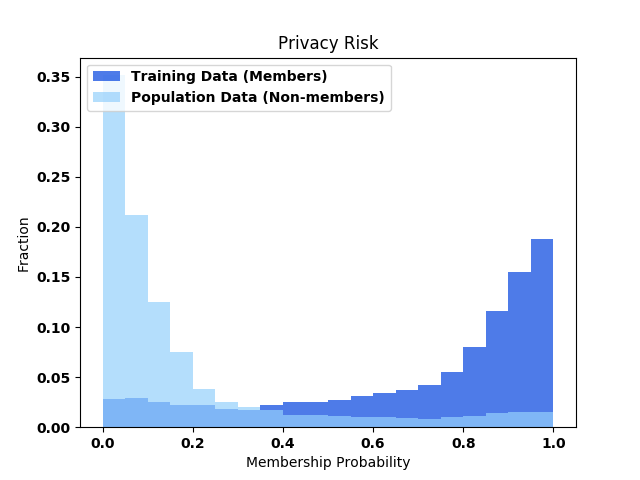 Privacy Risk
Training Data (Members)
Population Data (Non-members)
0.35
0.30
0.25
0.20
0.15
0.10
0.05
0.00
Fraction
0.0 0.2 0.4 0.6 0.8 1.0
Membership Probability